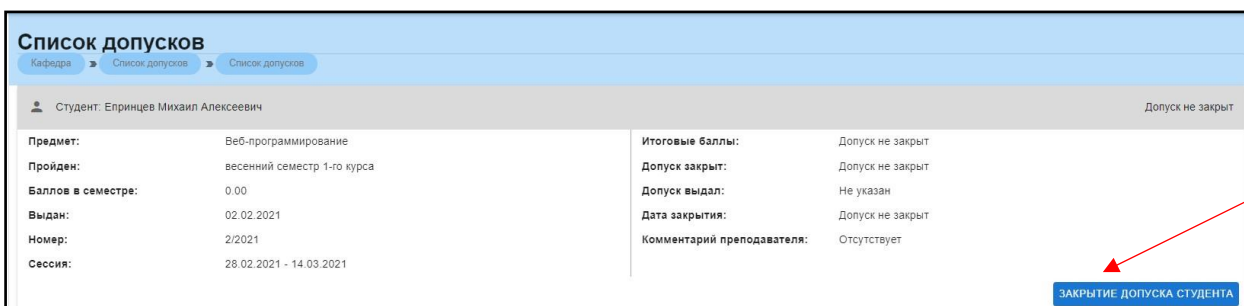 Список допусков
Кафедра Список допусков Список допусков
Студент: Епринцев Михаил Алексеевич Допуск не закрыт
Предмет: Веб-программирование Итоговые баллы: Допуск не закрыт
Пройден: весенний семестр 1-го курса Допуск закрыт: Допуск не закрыт
Баллов в семестре: 0.00 Допуск выдал: Не указан
Выдан: 02.02.2021 Дата закрытия: Допуск не закрыт
Номер: 2/2021 Комментарий преподавателя: Отсутствует
Сессия: 28.02.2021 - 14.03.2021
ЗАКРЫТИЕ ДОПУСКА СТУДЕНТА